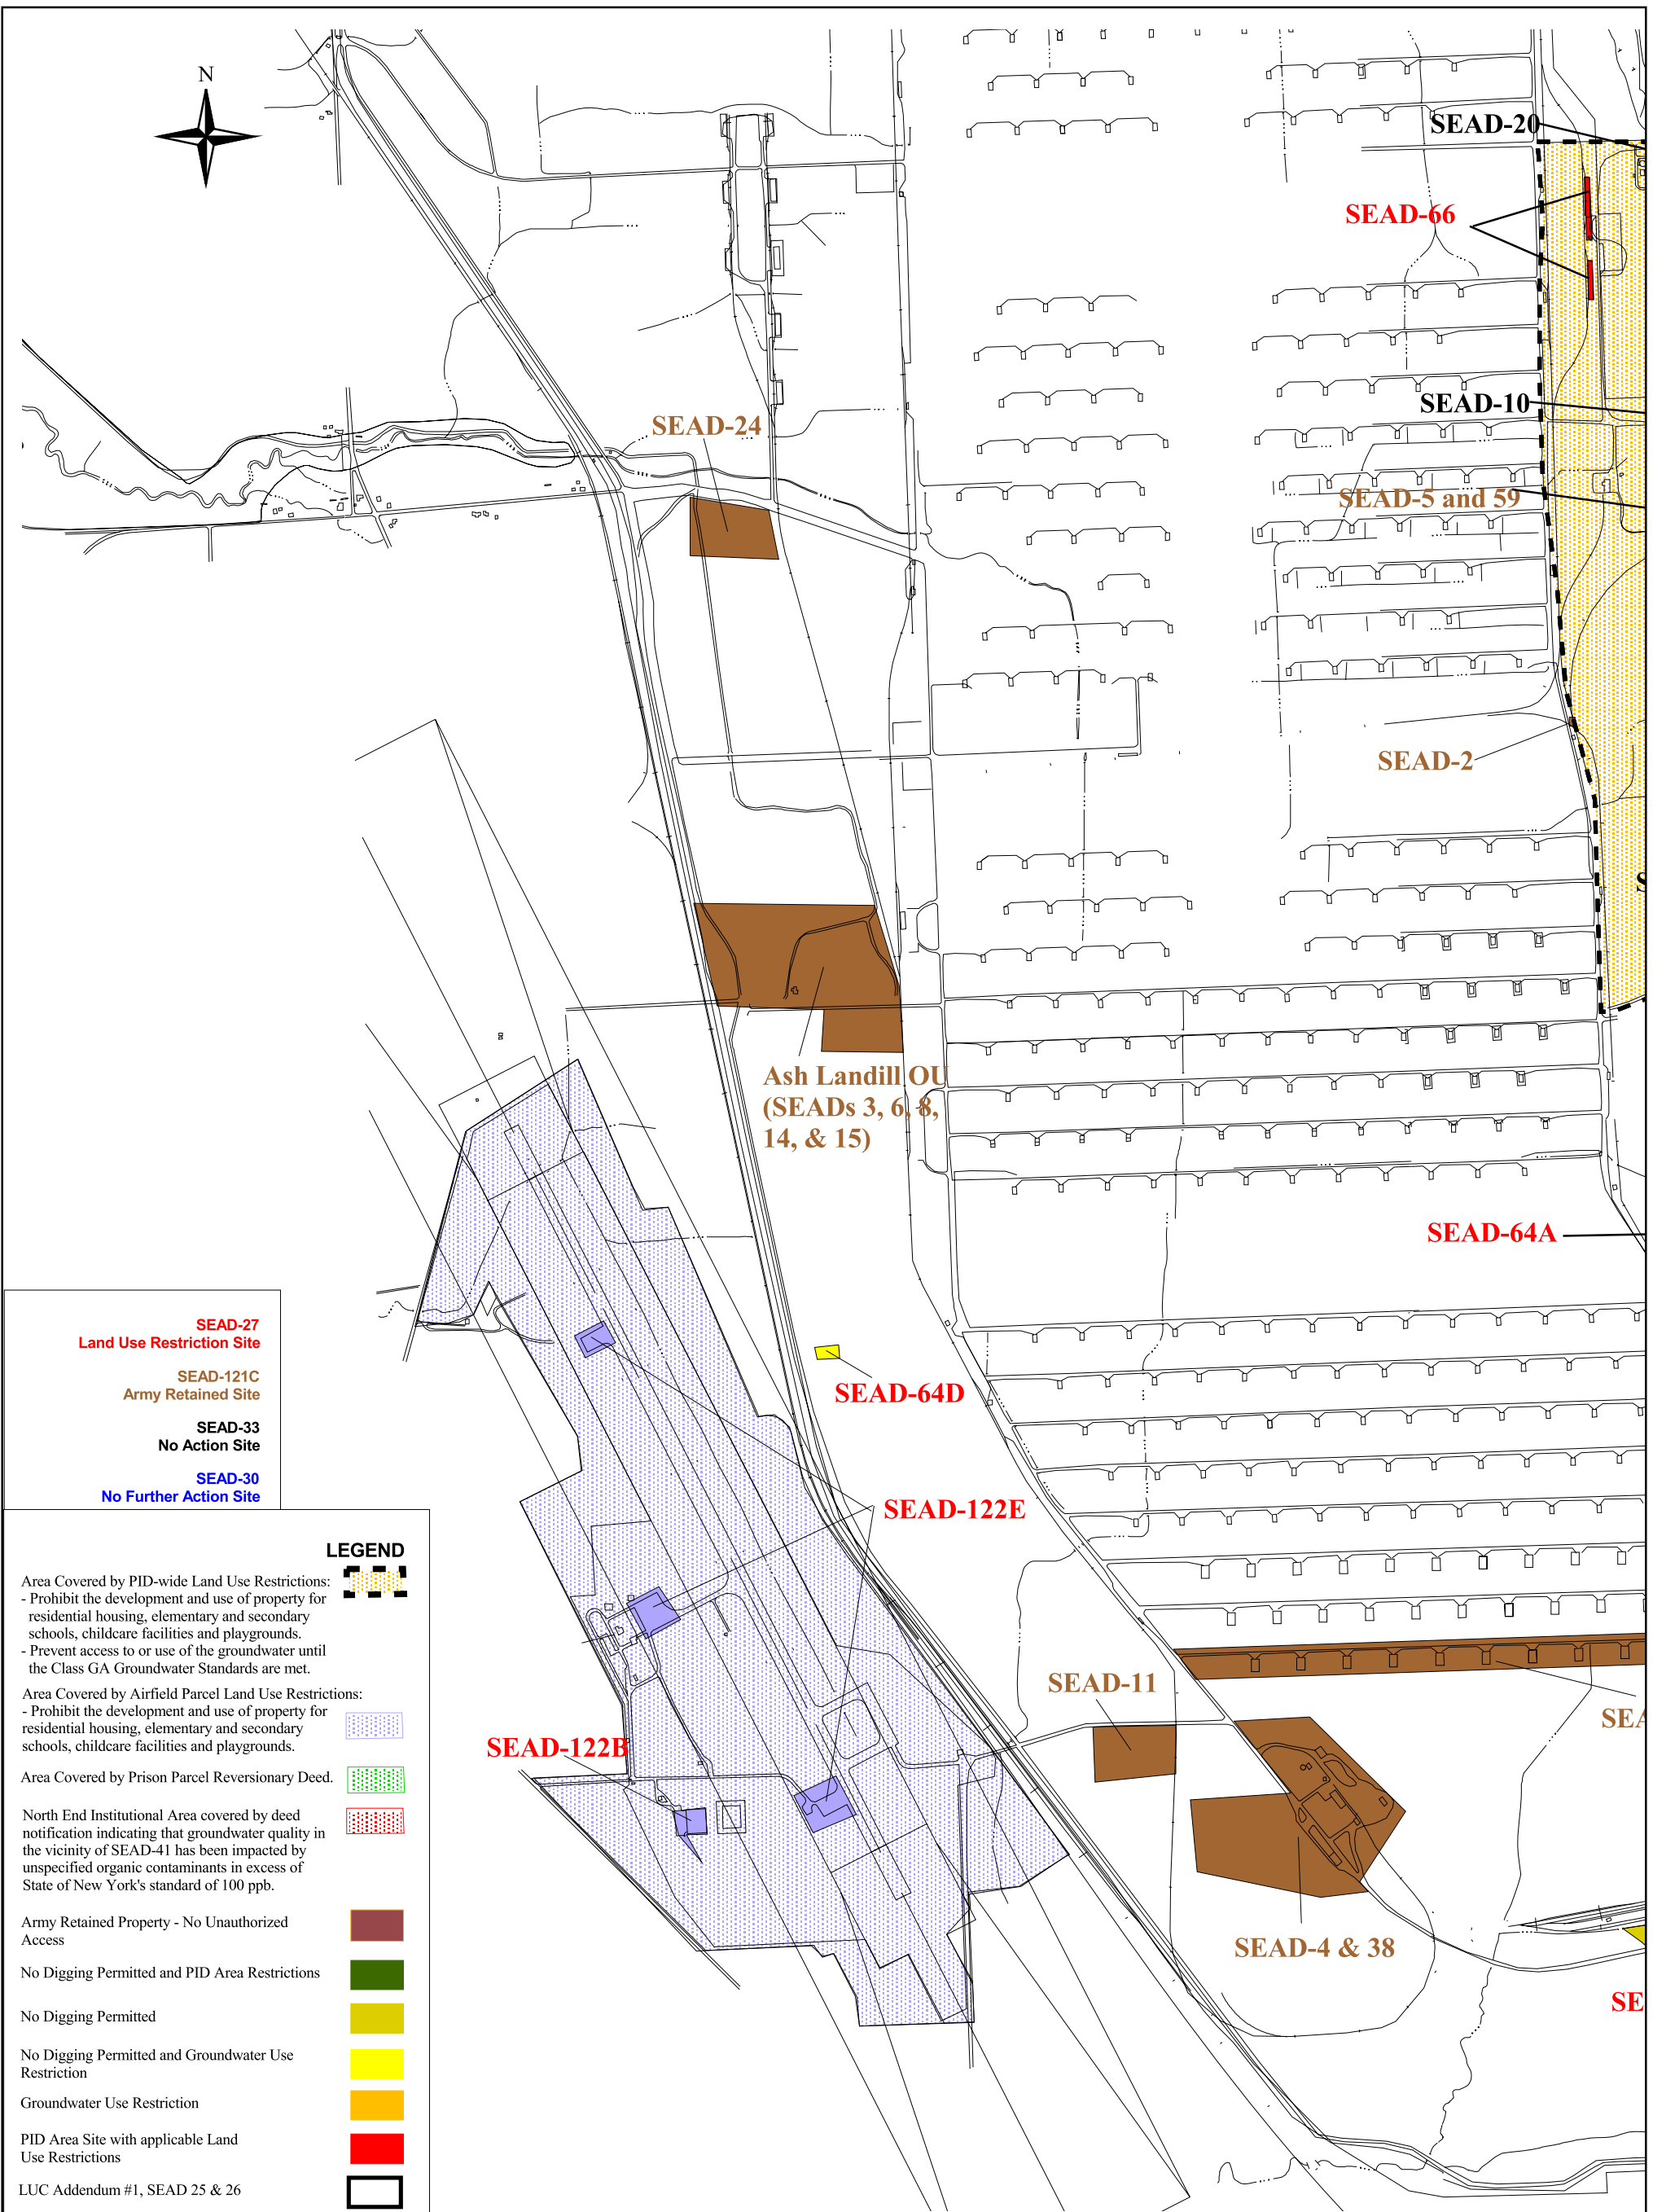 N
SEAD-20
SEAD-66
SEAD-10
SEAD-24
SEAD-5 and 59
SEAD-2
S
Ash Landill OU
(SEADs 3, 6, 8,
14, & 15)
SEAD-64A
SEAD-64D
SEAD-122E
SEAD-11
SEA
SEAD-122B
SEAD-4 & 38
SE
SEAD-27
Land Use Restriction Site
SEAD-121C
Army Retained Site
SEAD-33
No Action Site
SEAD-30
No Further Action Site
LEGEND
Area Covered by PID-wide Land Use Restrictions:
- Prohibit the development and use of property for
residential housing, elementary and secondary
schools, childcare facilities and playgrounds.
- Prevent access to or use of the groundwater until
the Class GA Groundwater Standards are met.
Area Covered by Airfield Parcel Land Use Restrictions:
- Prohibit the development and use of property for
residential housing, elementary and secondary
schools, childcare facilities and playgrounds.
Area Covered by Prison Parcel Reversionary Deed.
North End Institutional Area covered by deed
notification indicating that groundwater quality in
the vicinity of SEAD-41 has been impacted by
unspecified organic contaminants in excess of
State of New York's standard of 100 ppb.
Army Retained Property - No Unauthorized
Access
No Digging Permitted and PID Area Restrictions
No Digging Permitted
No Digging Permitted and Groundwater Use
Restriction
Groundwater Use Restriction
PID Area Site with applicable Land
Use Restrictions
LUC Addendum #1, SEAD 25 & 26